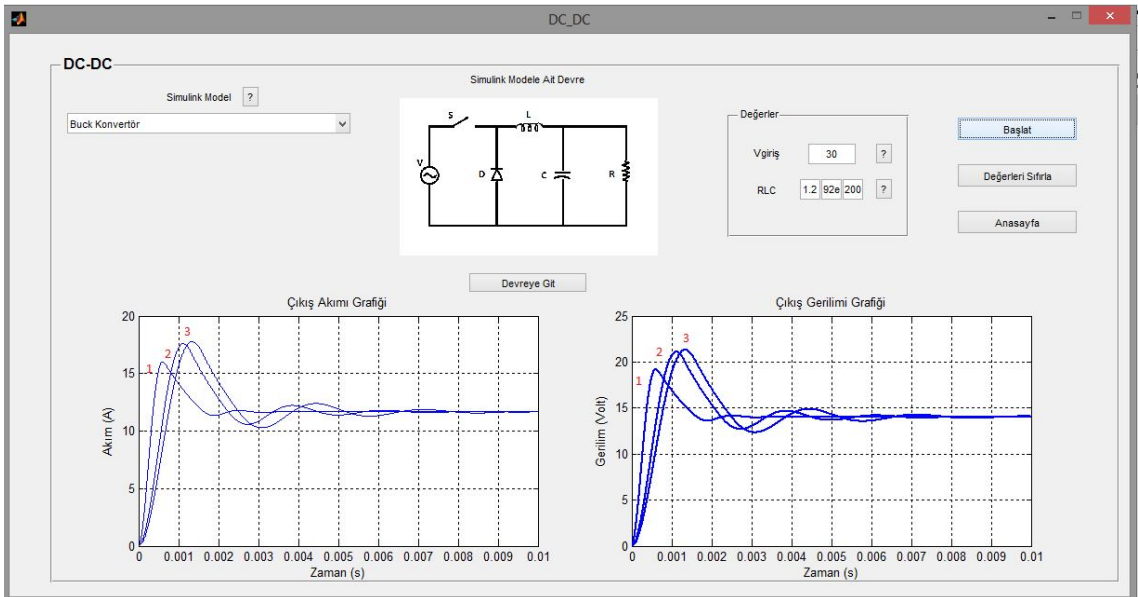 DC_DC
DC-DC
Simulink Model ?
Buck Konvertör
Simulink Modele Ait Devre
S
L
V
D
C
R
Değerler
Vgiriş 30 ?
RLC 1.2 92e 200 ?
Başlat
Değerleri Sıfırla
Anasayfa
Devreye Git
Çıkış Akımı Grafiği
Akım (A)
20
15
10
5
0
1
2
3
0 0.001 0.002 0.003 0.004 0.005 0.006 0.007 0.008 0.009 0.01
Zaman (s)
Çıkış Gerilimi Grafiği
Gerilim (Volt)
25
20
15
10
5
0
1
2
3
0 0.001 0.002 0.003 0.004 0.005 0.006 0.007 0.008 0.009 0.01
Zaman (s)